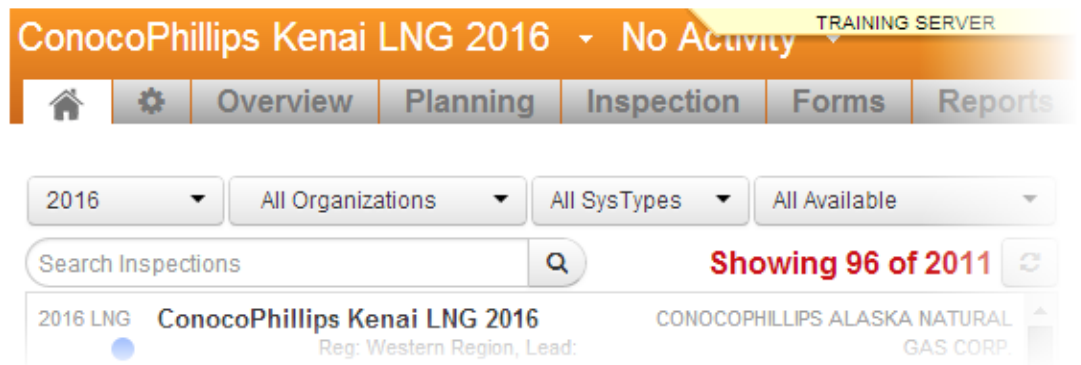 TRAINING SERVER
ConocoPhillips Kenai LNG 2016 No Activity
Overview Planning Inspection Forms Reports
2016 All Organizations All SysTypes All Available
Search Inspections Showing 96 of 2011
2016 LNG ConocoPhillips Kenai LNG 2016 CONOCOPHILLIPS ALASKA NATURAL
Reg: Western Region, Lead: GAS CORP.